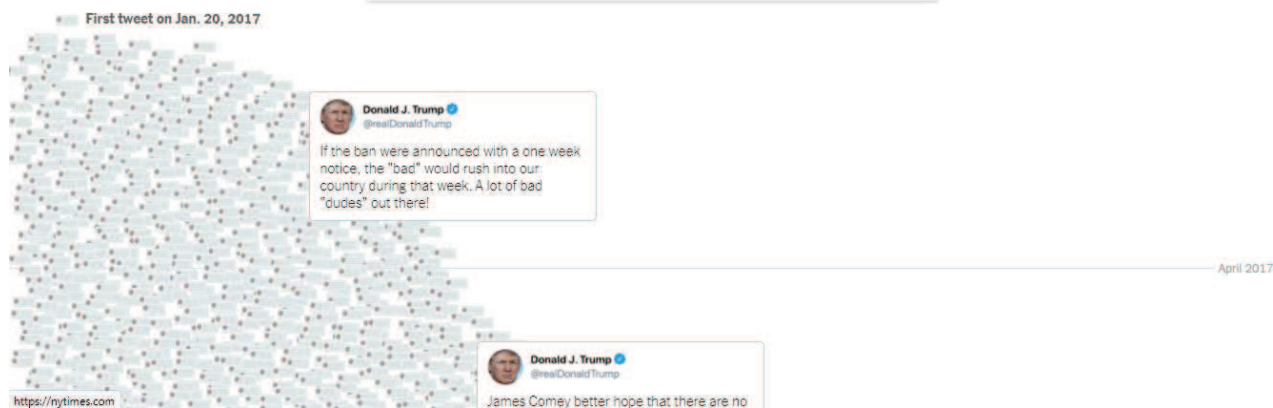 First tweet on Jan. 20, 2017
Donald J. Trump
@realDonaldTrump
If the ban were announced with a one week
notice, the "bad" would rush into our
country during that week. A lot of bad
"dudes" out there!
April 2017
Donald J. Trump
@realDonaldTrump
James Comey better hope that there are no
https://nytimes.com